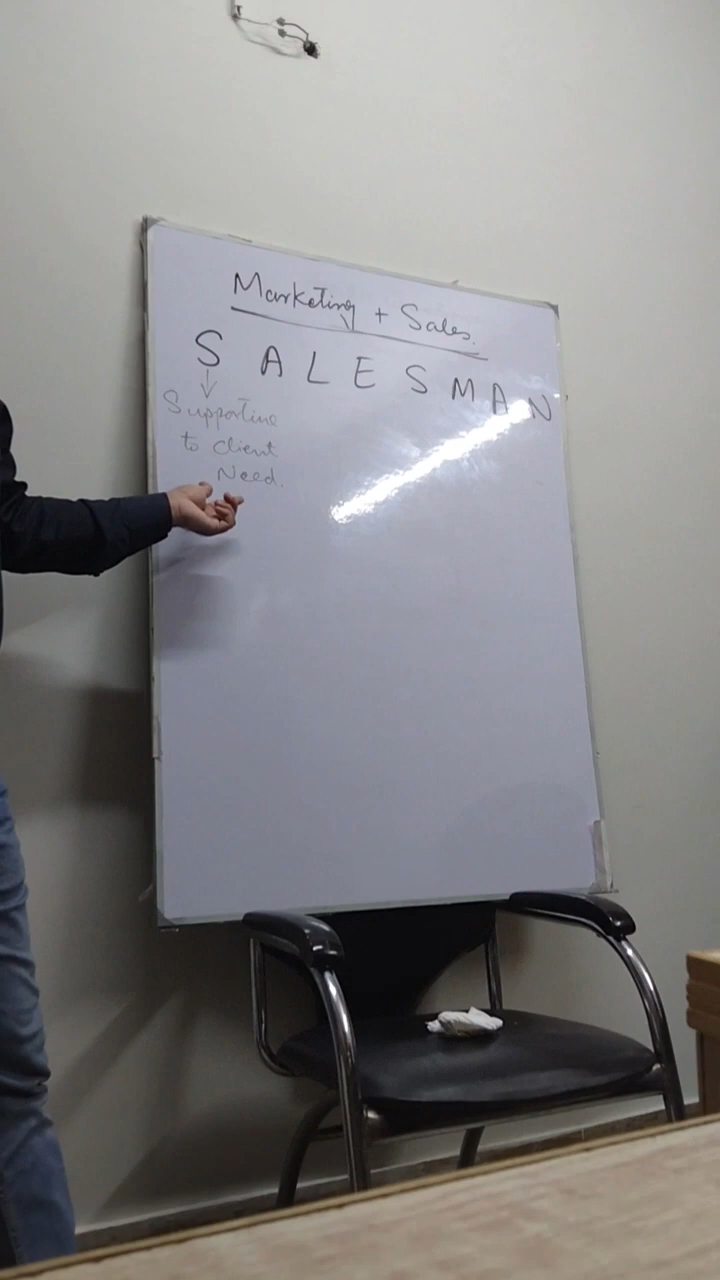 Marketing + Sales.
S A L E S M A N
Supportive
to client
Need.